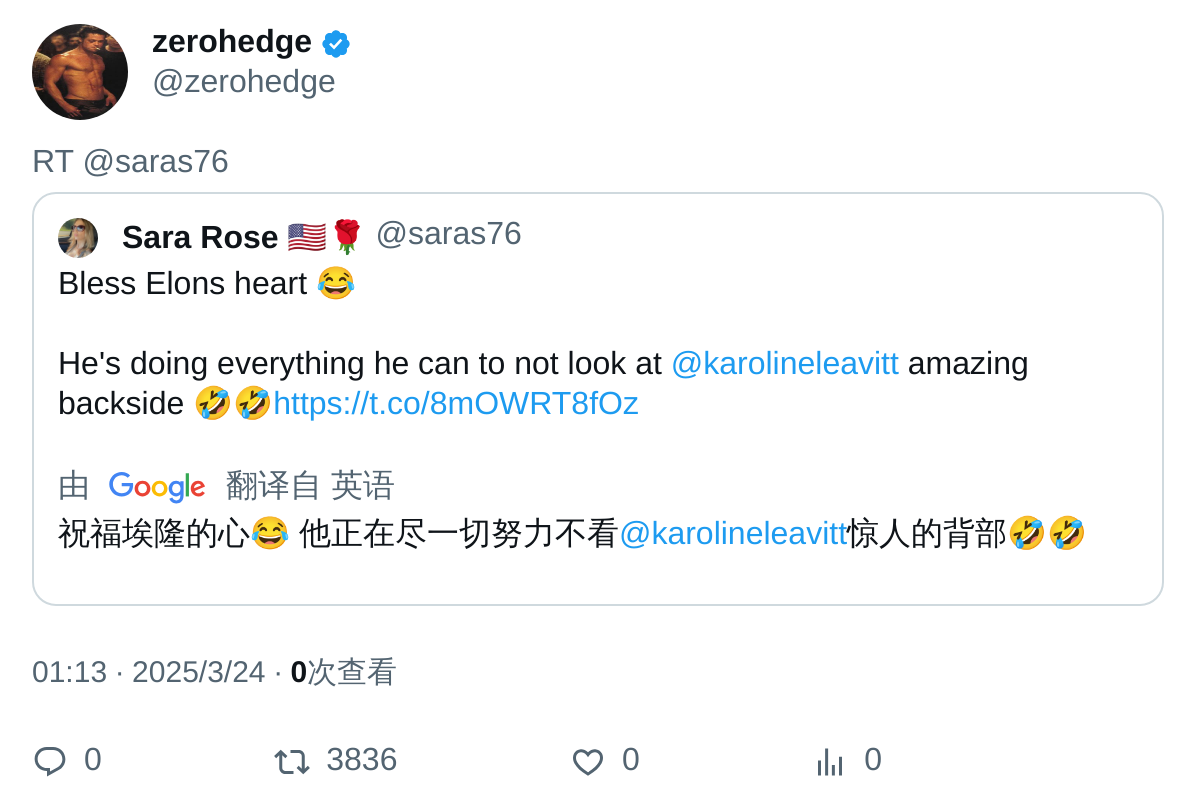 zerohedge
@zerohedge
RT @saras76
Sara Rose 🇺🇸🌹 @saras76
Bless Elons heart 😂
He's doing everything he can to not look at @karolineleavitt amazing
backside 🤣🤣https://t.co/8mOWRT8fOz
由 Google 翻译自 英语
祝福埃隆的心😂 他正在尽一切努力不看@karolineleavitt惊人的背部🤣🤣
01:13 · 2025/3/24 · 0次查看
0 3836 0 0